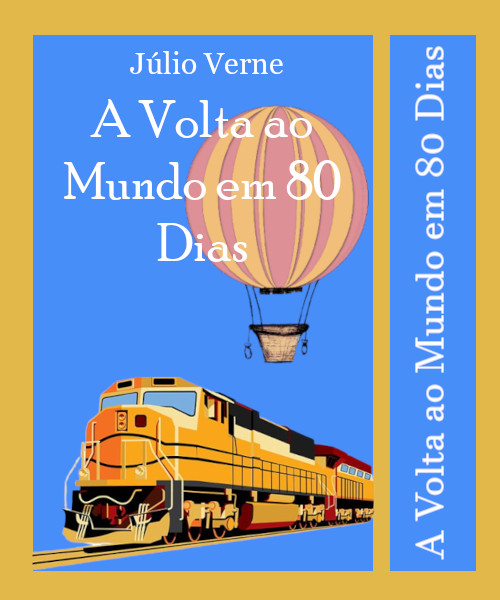 Júlio Verne
A Volta ao
Mundo em 80
Dias
A Volta ao Mundo em 80 Dias